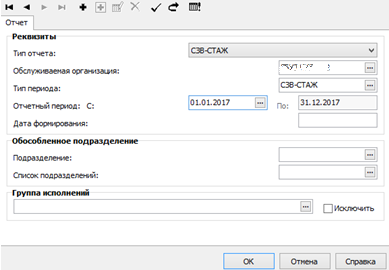 Отчет
Реквизиты
Тип отчета: СЗВ-СТАЖ
Обслуживаемая организация: ...
Тип периода: СЗВ-СТАЖ ...
Отчетный период: С: 01.01.2017 ... По: 31.12.2017
Дата формирования: ...
Обособленное подразделение
Подразделение: ...
Список подразделений: ...
Группа исполнений
... Исключить
ОК Отмена Справка